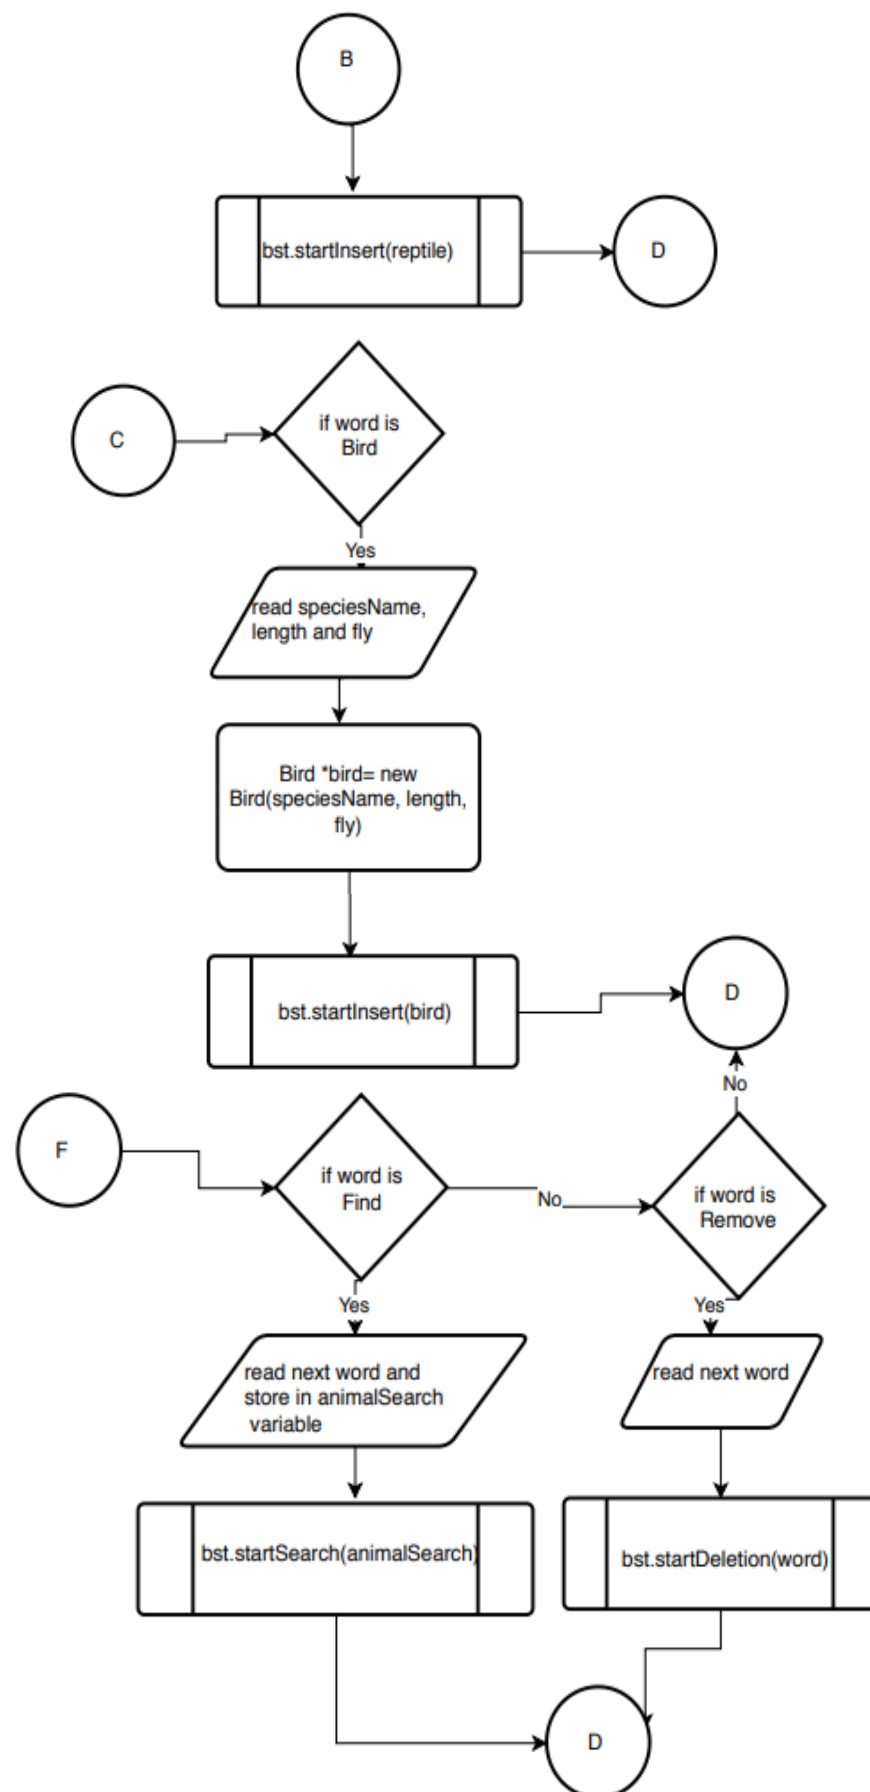 B
bst.startInsert(reptile)
D
C
if word is
Bird
Yes
read speciesName,
length and fly
Bird *bird= new
Bird(speciesName, length,
fly)
bst.startInsert(bird)
D
No
F
if word is
Find
No
if word is
Remove
Yes
Yes
read next word and
store in animalSearch
variable
read next word
bst.startSearch(animalSearch)
bst.startDeletion(word)
D